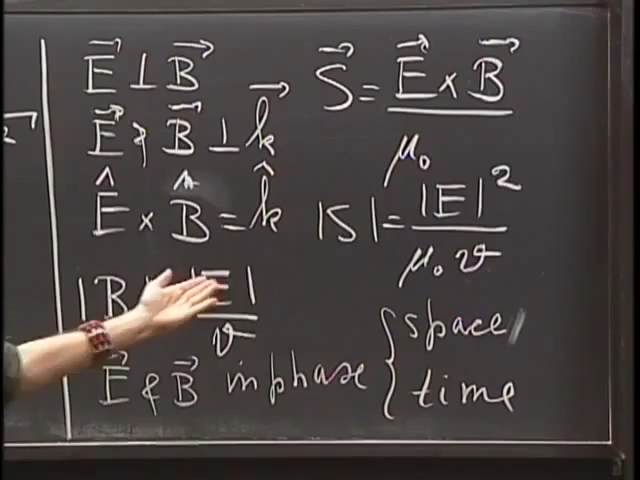 E⃗ ⊥ B⃗
E⃗ & B⃗ ⊥ k⃗
Ê × B̂ = k̂
|B| |E| / v
E⃗ & B⃗ in phase { space time
S⃗ = E⃗ × B⃗ / μ₀
|S| = |E|² / μ₀ v